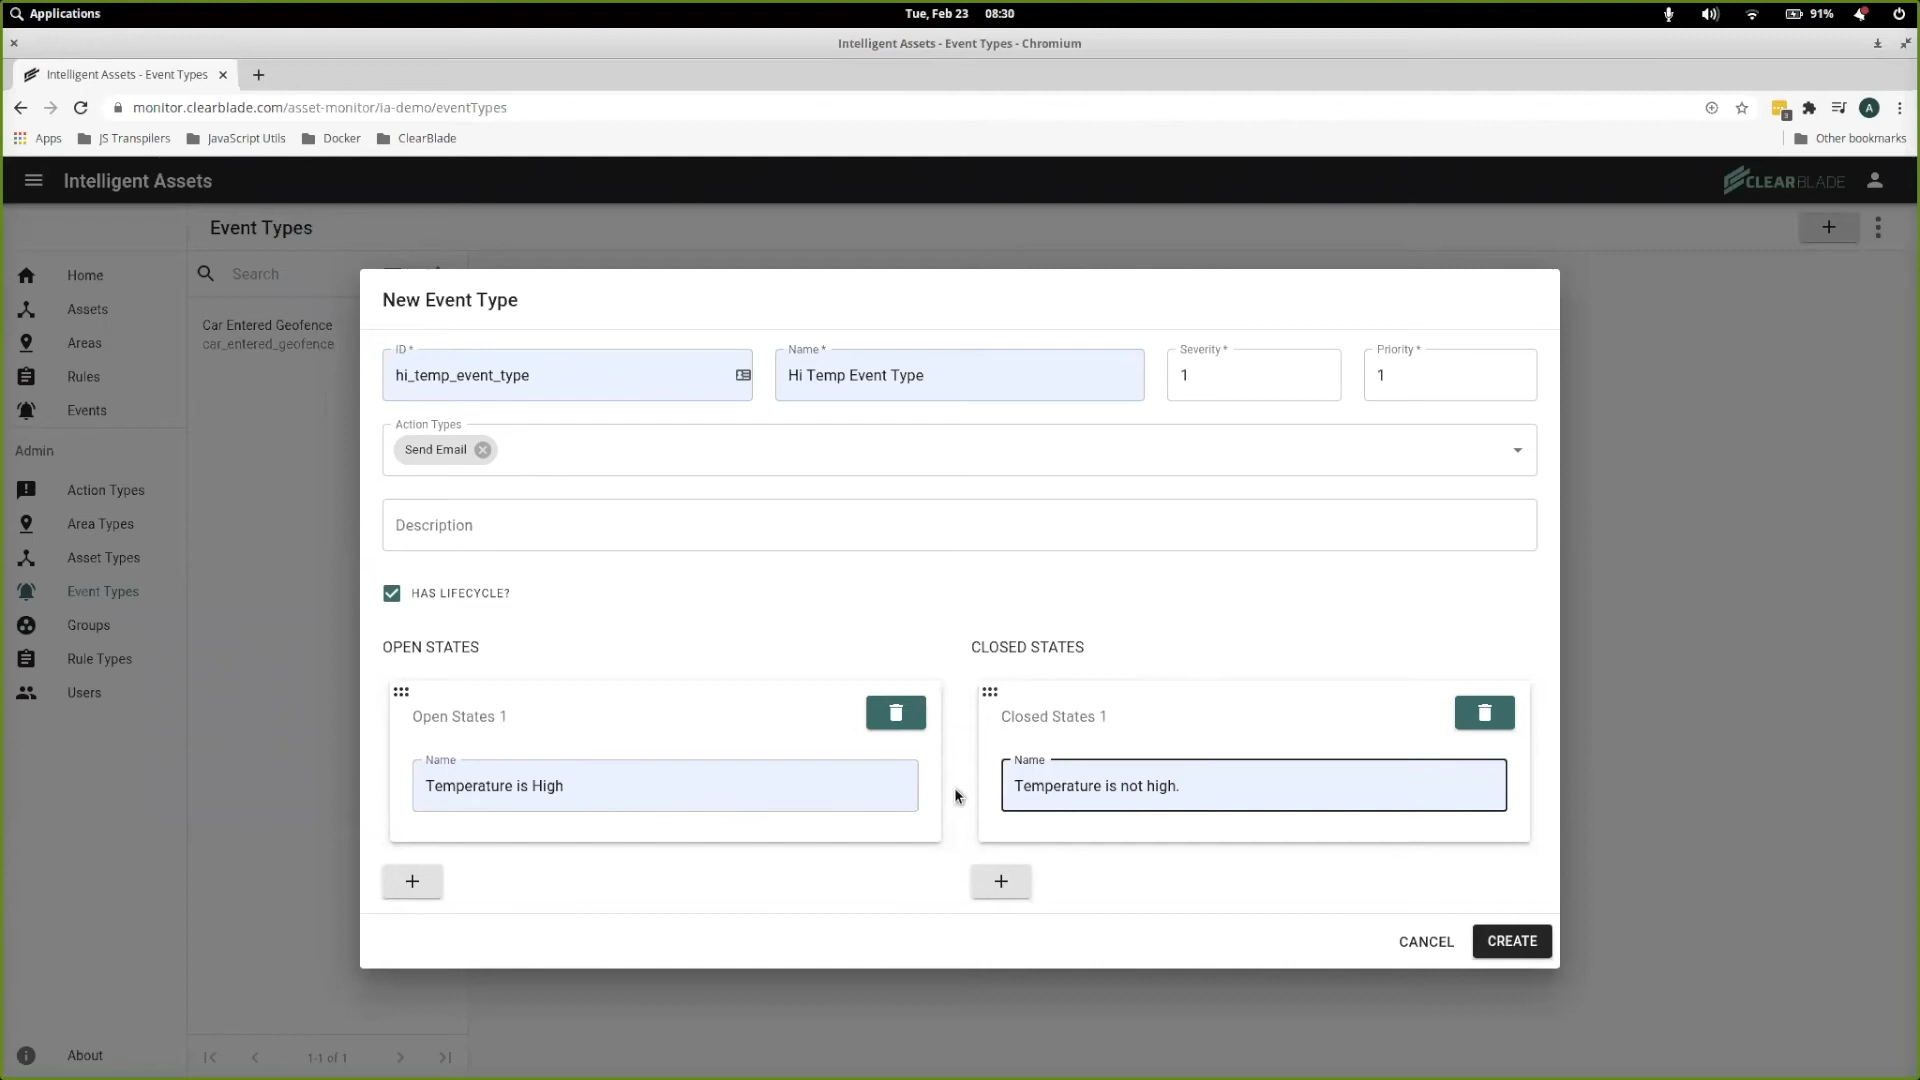 Applications
Tue, Feb 23 08:30
91%
Intelligent Assets - Event Types - Chromium
Intelligent Assets - Event Types
monitor.clearblade.com/asset-monitor/ia-demo/eventTypes
3
A
Apps
JS Transpilers
JavaScript Utils
Docker
ClearBlade
Other bookmarks
Intelligent Assets
CLEARBLADE
Event Types
Home
Assets
Areas
Rules
Events
Admin
Action Types
Area Types
Asset Types
Event Types
Groups
Rule Types
Users
About
Search
Car Entered Geofence
car_entered_geofence
1-1 of 1
New Event Type
ID *
hi_temp_event_type
Name *
Hi Temp Event Type
Severity *
1
Priority *
1
Action Types
Send Email
Description
HAS LIFECYCLE?
OPEN STATES
Open States 1
Name
Temperature is High
CLOSED STATES
Closed States 1
Name
Temperature is not high.
CANCEL
CREATE